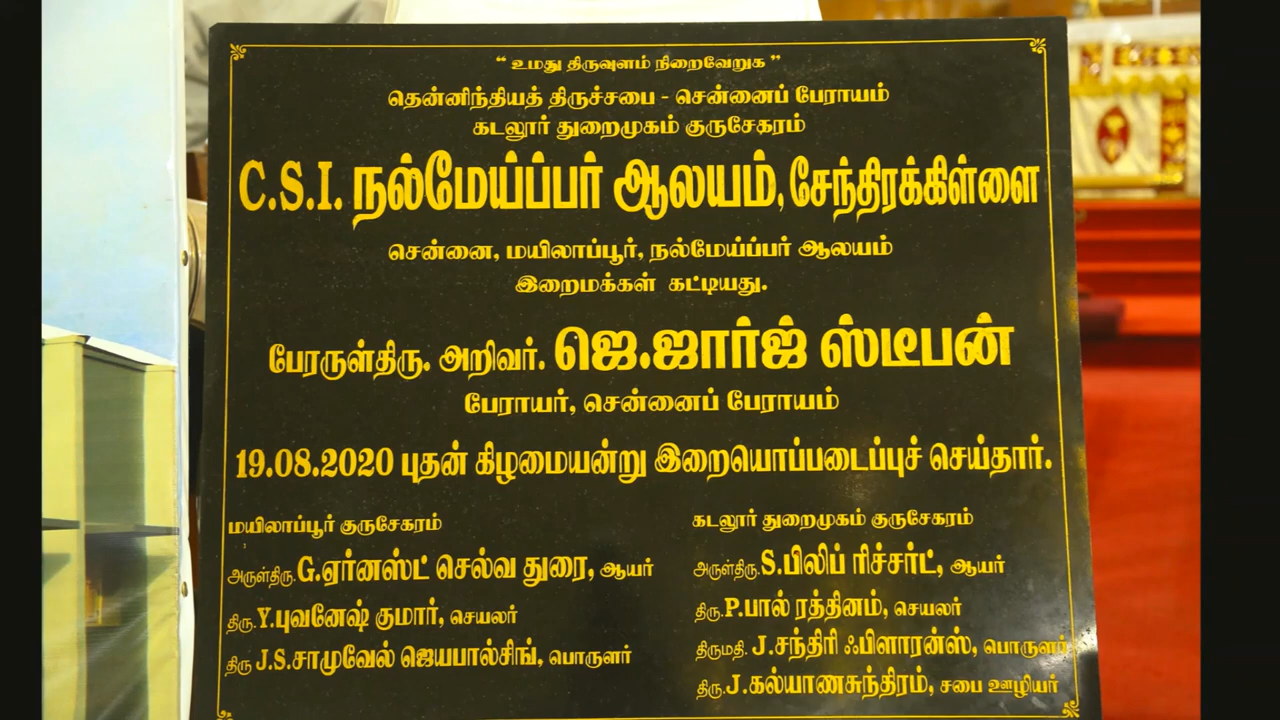 “ உமது திருவுளம் நிறைவேறுக ”
தென்னிந்தியத் திருச்சபை - சென்னைப் பேராயம்
கடலூர் துறைமுகம் குருசேகரம்
C.S.I. நல்மேய்ப்பர் ஆலயம், சேந்திரக்கிள்ளை
சென்னை, மயிலாப்பூர், நல்மேய்ப்பர் ஆலயம்
இறைமக்கள் கட்டியது.
பேரருள்திரு. அறிவர். ஜெ.ஜார்ஜ் ஸ்டீபன்
பேராயர், சென்னைப் பேராயம்
19.08.2020 புதன் கிழமையன்று இறையொப்படைப்புச் செய்தார்.
மயிலாப்பூர் குருசேகரம்
அருள்திரு.G.ஏர்னஸ்ட் செல்வ துரை, ஆயர்
திரு.Y.புவனேஷ் குமார், செயலர்
திரு J.S.சாமுவேல் ஜெயபால்சிங், பொருளர்
கடலூர் துறைமுகம் குருசேகரம்
அருள்திரு.S.பிலிப் ரிச்சர்ட், ஆயர்
திரு.P.பால் ரத்தினம், செயலர்
திருமதி. J.சந்திரி ஃபிளாரன்ஸ், பொருளர்
திரு.J.கல்யாணசுந்திரம், சபை ஊழியர்